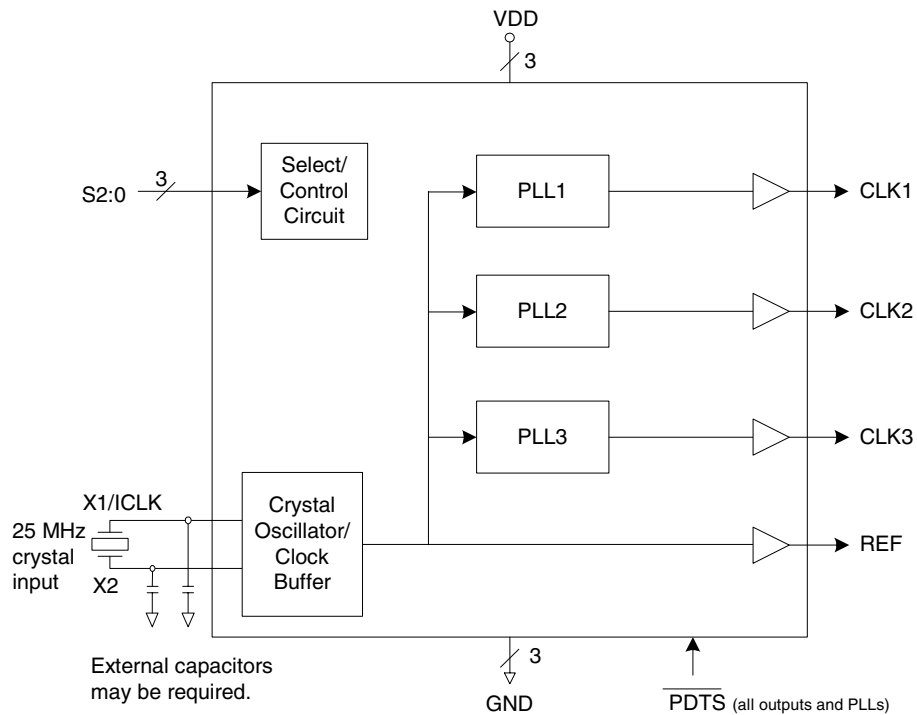 VDD
3
S2:0
3
Select/
Control
Circuit
PLL1
CLK1
PLL2
CLK2
PLL3
CLK3
X1/ICLK
25 MHz
crystal
input
X2
Crystal
Oscillator/
Clock
Buffer
REF
External capacitors
may be required.
3
GND
PDTS (all outputs and PLLs)